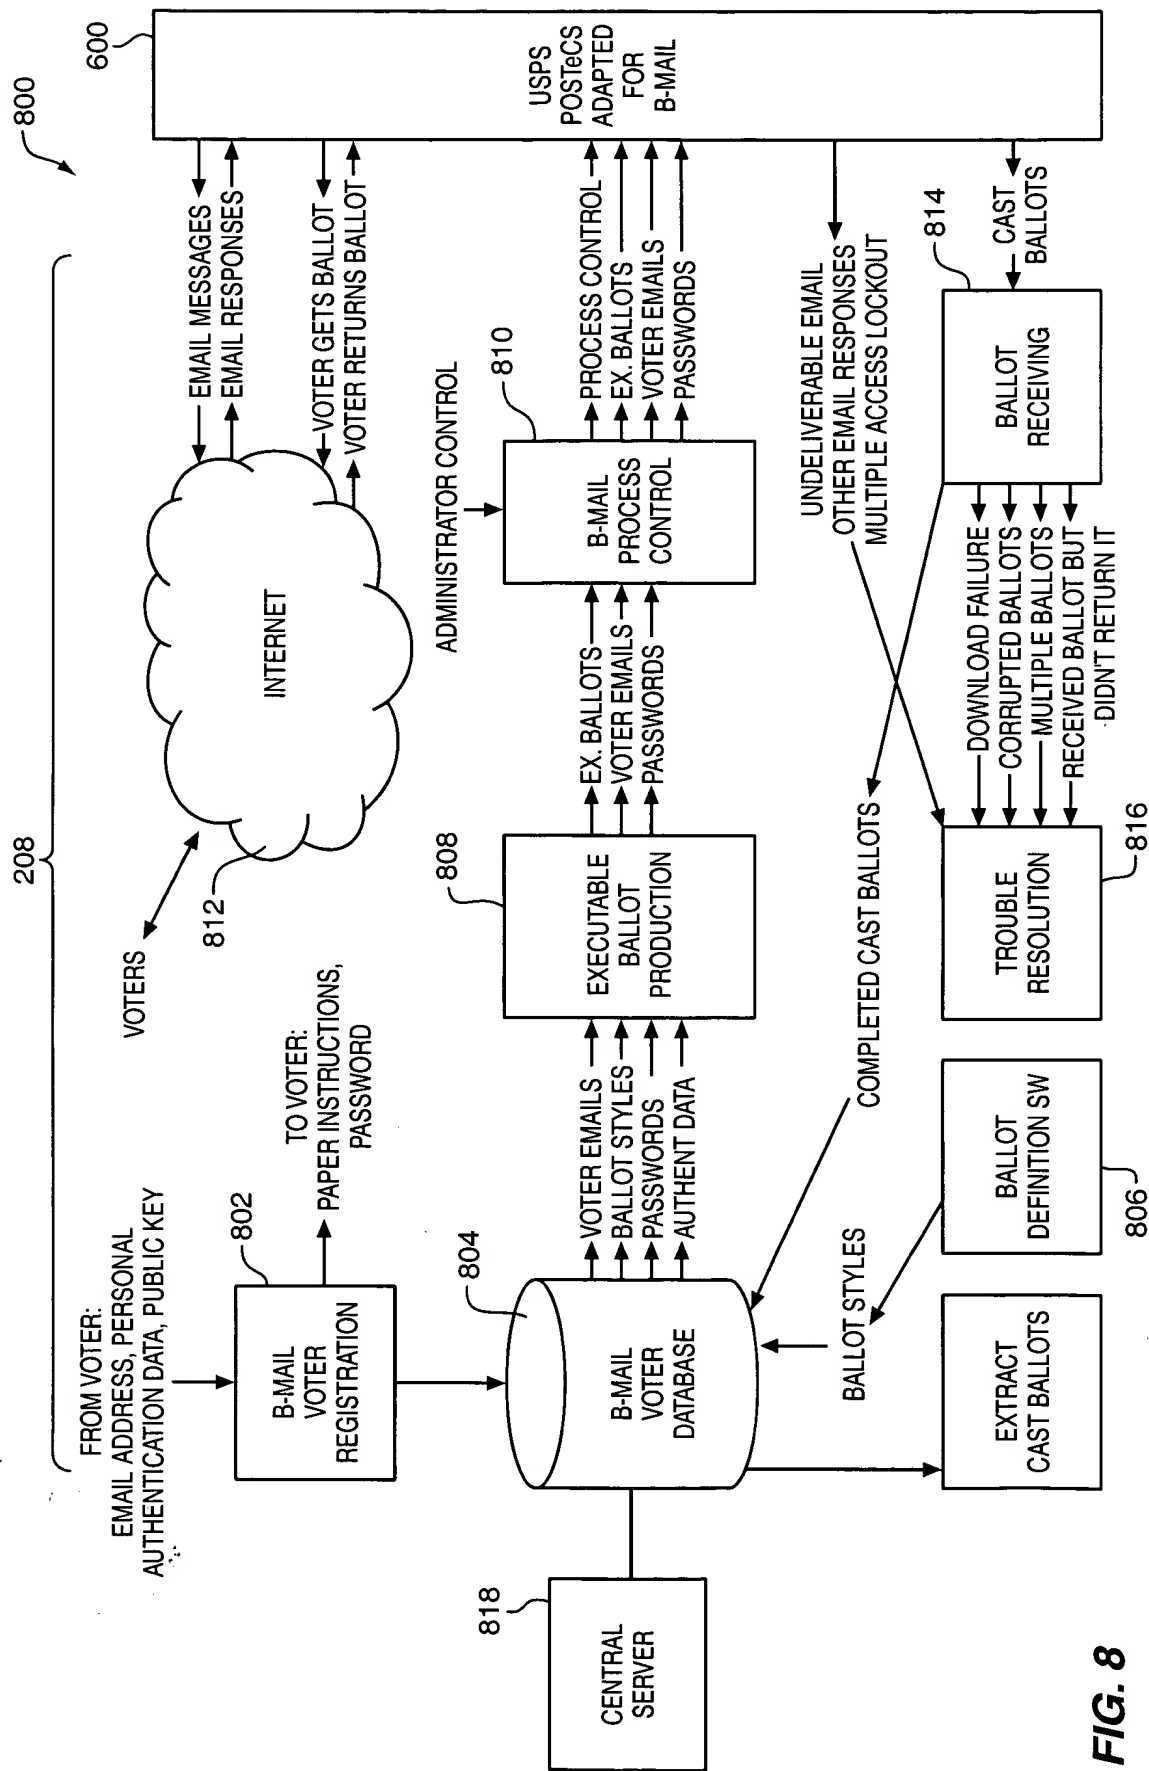 208
800
FROM VOTER:
EMAIL ADDRESS, PERSONAL
AUTHENTICATION DATA, PUBLIC KEY
802
B-MAIL
VOTER
REGISTRATION
TO VOTER:
PAPER INSTRUCTIONS,
PASSWORD
VOTERS
812
INTERNET
EMAIL MESSAGES
EMAIL RESPONSES
VOTER GETS BALLOT
VOTER RETURNS BALLOT
600
USPS
POSTeCS
ADAPTED
FOR
B-MAIL
818
CENTRAL
SERVER
804
B-MAIL
VOTER
DATABASE
VOTER EMAILS
BALLOT STYLES
PASSWORDS
AUTHENT DATA
808
EXECUTABLE
BALLOT
PRODUCTION
EX. BALLOTS
VOTER EMAILS
PASSWORDS
ADMINISTRATOR CONTROL
810
B-MAIL
PROCESS
CONTROL
PROCESS CONTROL
EX. BALLOTS
VOTER EMAILS
PASSWORDS
BALLOT STYLES
COMPLETED CAST BALLOTS
UNDELIVERABLE EMAIL
OTHER EMAIL RESPONSES
MULTIPLE ACCESS LOCKOUT
EXTRACT
CAST BALLOTS
BALLOT
DEFINITION SW
806
TROUBLE
RESOLUTION
816
DOWNLOAD FAILURE
CORRUPTED BALLOTS
MULTIPLE BALLOTS
RECEIVED BALLOT BUT
DIDN'T RETURN IT
814
BALLOT
RECEIVING
CAST
BALLOTS
FIG. 8